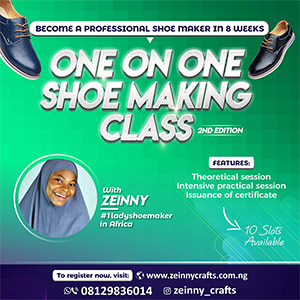 BECOME A PROFESSIONAL SHOE MAKER IN 8 WEEKS
ONE ON ONE
SHOE MAKING
CLASS 2ND EDITION
With
ZEINNY
#1ladyshoemaker
in Africa
FEATURES:
Theoretical session
Intensive practical session
Issuance of certificate
10 Slots
Available
To register now, visit: www.zeinnycrafts.com.ng
08129836014 zeinny_crafts